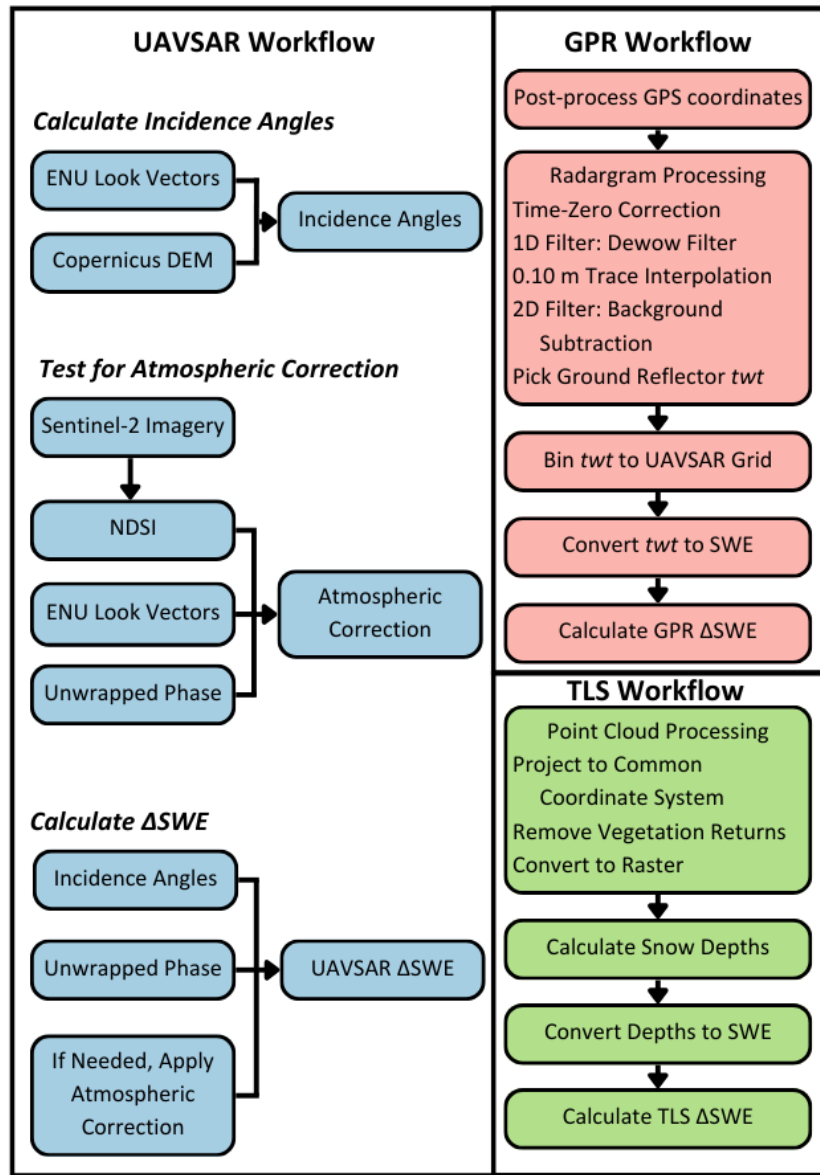 UAVSAR Workflow
Calculate Incidence Angles
ENU Look Vectors
Copernicus DEM
Incidence Angles
Test for Atmospheric Correction
Sentinel-2 Imagery
NDSI
ENU Look Vectors
Unwrapped Phase
Atmospheric
Correction
Calculate ΔSWE
Incidence Angles
Unwrapped Phase
If Needed, Apply
Atmospheric
Correction
UAVSAR ΔSWE
GPR Workflow
Post-process GPS coordinates
Radargram Processing
Time-Zero Correction
1D Filter: Dewow Filter
0.10 m Trace Interpolation
2D Filter: Background
Subtraction
Pick Ground Reflector twt
Bin twt to UAVSAR Grid
Convert twt to SWE
Calculate GPR ΔSWE
TLS Workflow
Point Cloud Processing
Project to Common
Coordinate System
Remove Vegetation Returns
Convert to Raster
Calculate Snow Depths
Convert Depths to SWE
Calculate TLS ΔSWE